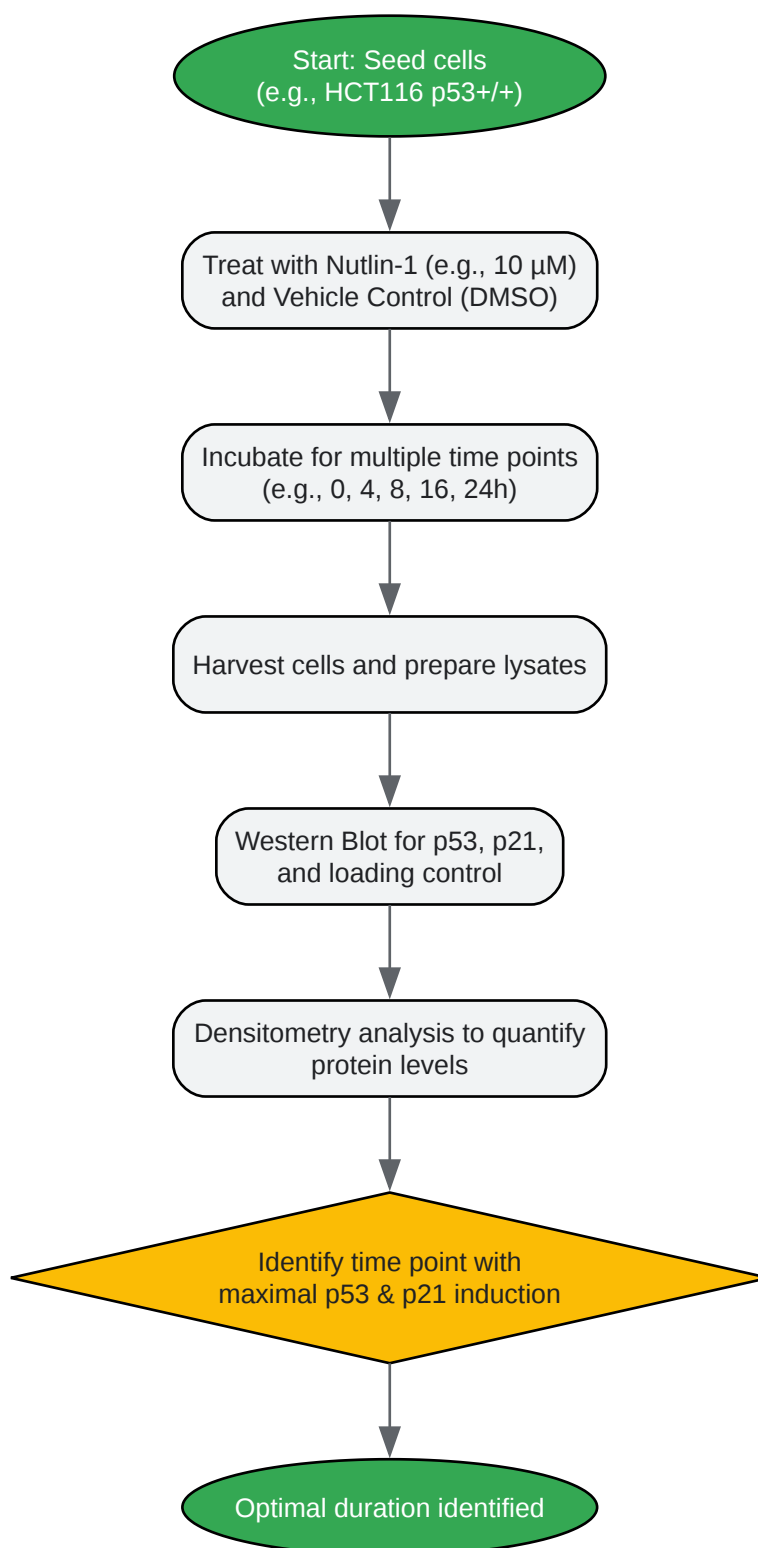 Start: Seed cells
(e.g., HCT116 p53+/+)
Treat with Nutlin-1 (e.g., 10 µM)
and Vehicle Control (DMSO)
Incubate for multiple time points
(e.g., 0, 4, 8, 16, 24h)
Harvest cells and prepare lysates
Western Blot for p53, p21,
and loading control
Densitometry analysis to quantify
protein levels
Identify time point with
maximal p53 & p21 induction
Optimal duration identified